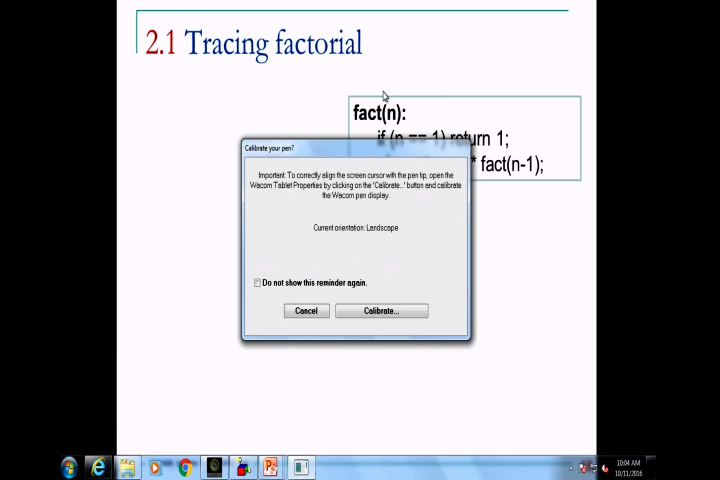 2.1 Tracing factorial
fact(n):
if (n == 1) return 1;
* fact(n-1);
Calibrate your pen?
Important: To correctly align the screen cursor with the pen tip, open the
Wacom Tablet Properties by clicking on the 'Calibrate...' button and calibrate
the Wacom pen display.
Current orientation: Landscape
Do not show this reminder again.
Cancel
Calibrate...
10:04 AM
10/11/2016